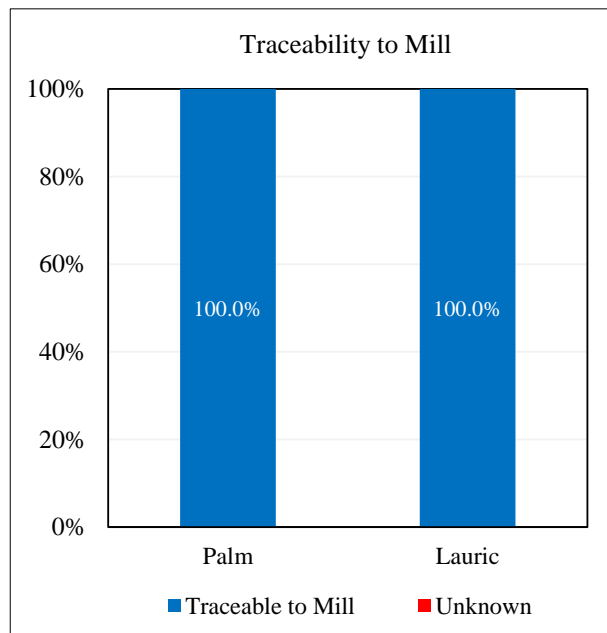 Traceability to Mill
100%
80%
60%
40%
20%
0%
100.0% 100.0%
Palm Lauric
Traceable to Mill Unknown